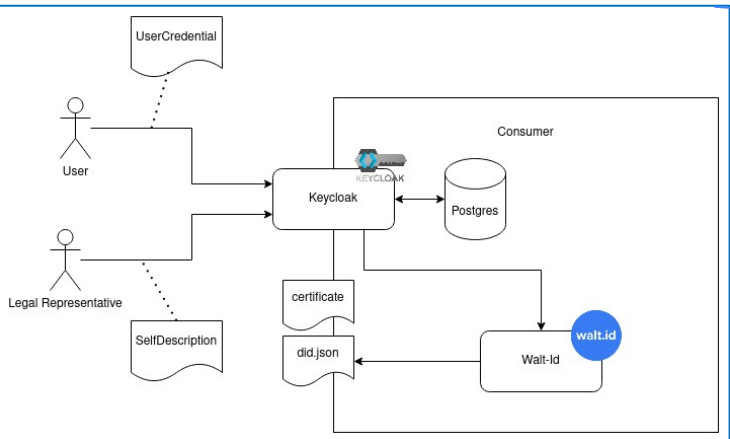 UserCredential
Consumer
User
KEYCLOAK
Keycloak
Postgres
Legal Representative
certificate
SelfDescription
did.json
walt.id
Walt-Id